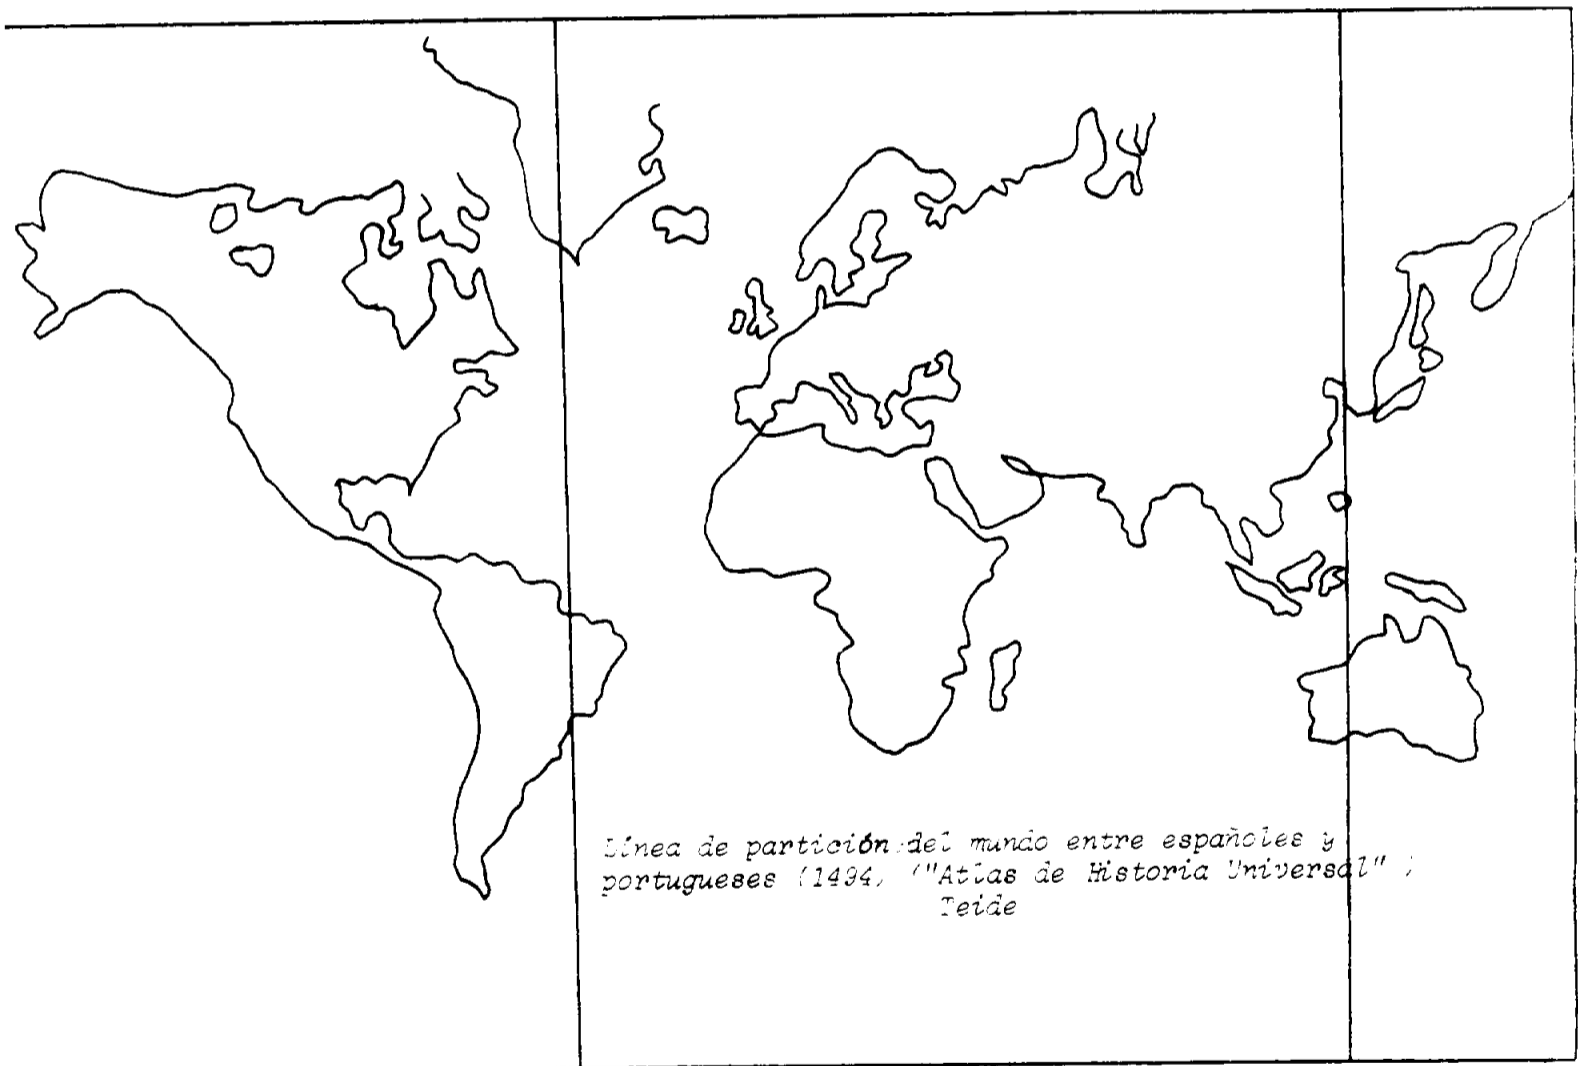 Línea de partición del mundo entre españoles y
portugueses (1494, ("Atlas de Historia Universal" )
Teide